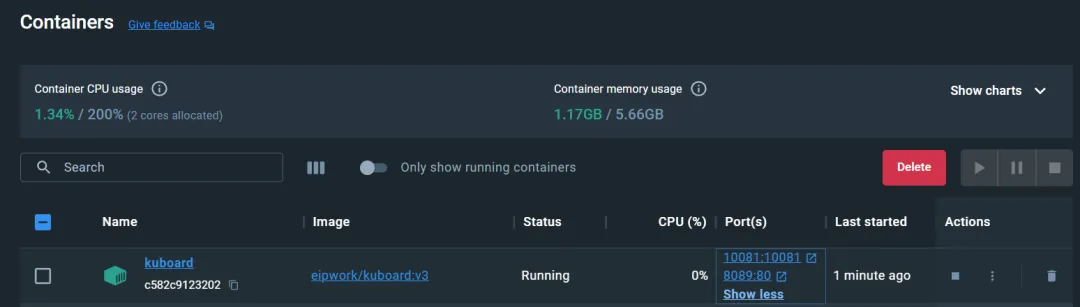 Containers Give feedback
Container CPU usage
1.34% / 200% (2 cores allocated)
Container memory usage
1.17GB / 5.66GB
Show charts
Search
Only show running containers
Delete
Name Image Status CPU (%) Port(s) Last started Actions
kuboard
c582c9123202
eipwork/kuboard:v3
Running
0%
10081:10081
8089:80
Show less
1 minute ago